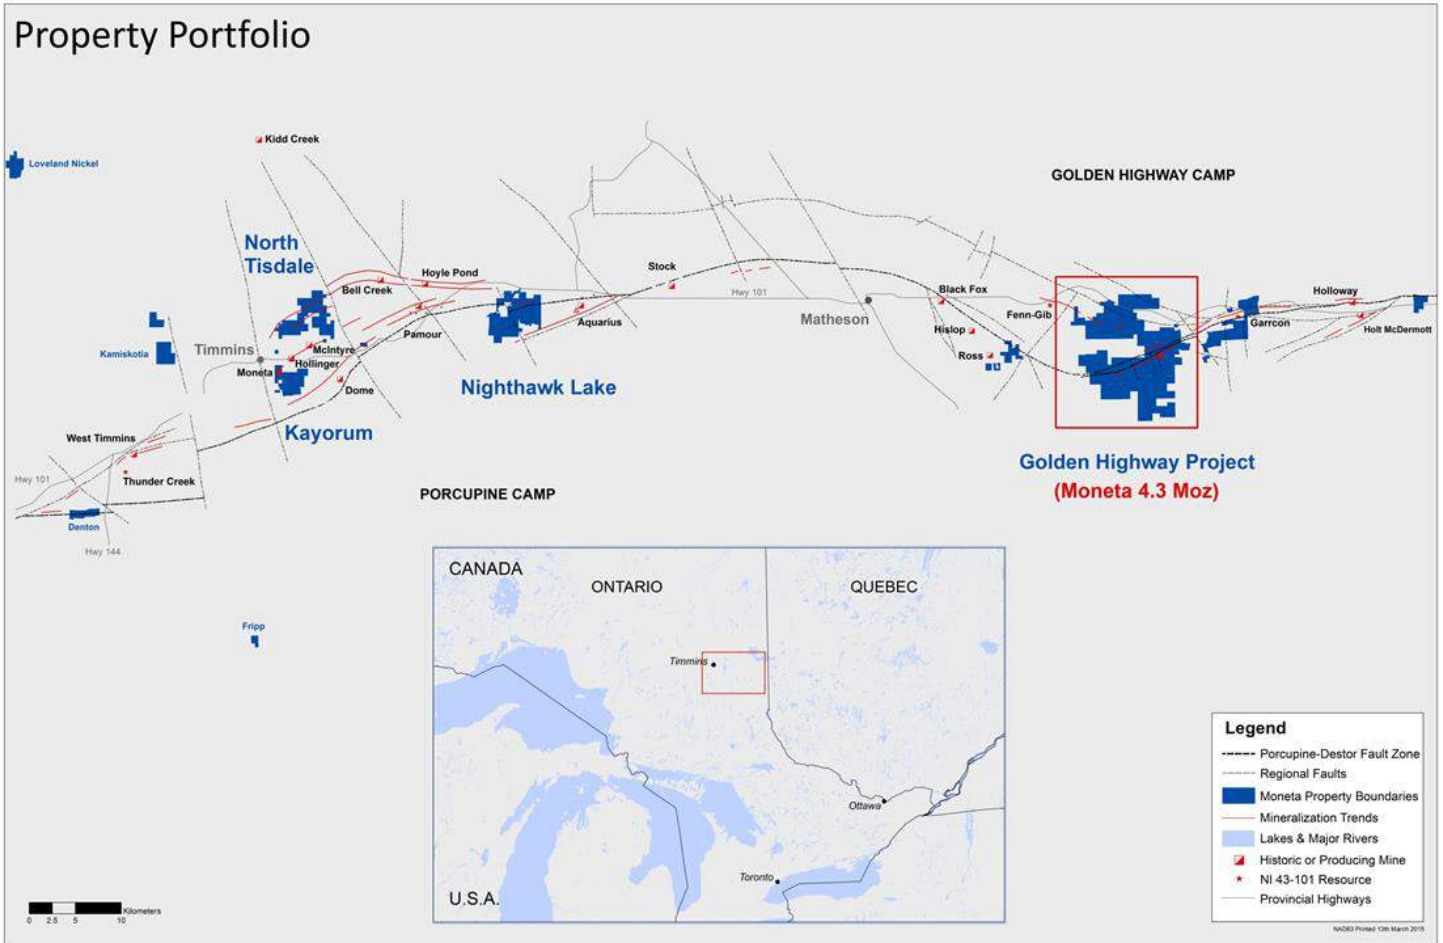 Property Portfolio
Kidd Creek
Loveland Nickel
GOLDEN HIGHWAY CAMP
North
Tisdale
Hoyle Pond
Stock
Bell Creek
Hwy 101
Black Fox
Holloway
Matheson
Fenn-Gib
Aquarius
Pamour
Garrcon
Hislop
Holt McDermott
Timmins
McIntyre
Kamiskotia
Ross
Hollinger
Moneta
Dome
Nighthawk Lake
Kayorum
West Timmins
Golden Highway Project
Hwy 101
Thunder Creek
(Moneta 4.3 Moz)
PORCUPINE CAMP
Denton
Hwy 144
CANADA
ONTARIO
QUEBEC
Fripp
Timmins
Ottawa
Toronto
U.S.A.
Legend
Porcupine-Destor Fault Zone
Regional Faults
Moneta Property Boundaries
Mineralization Trends
Lakes & Major Rivers
Historic or Producing Mine
NI 43-101 Resource
Provincial Highways
Kilometers
0 2.5 5 10
NAD83 Printed 13th March 2015